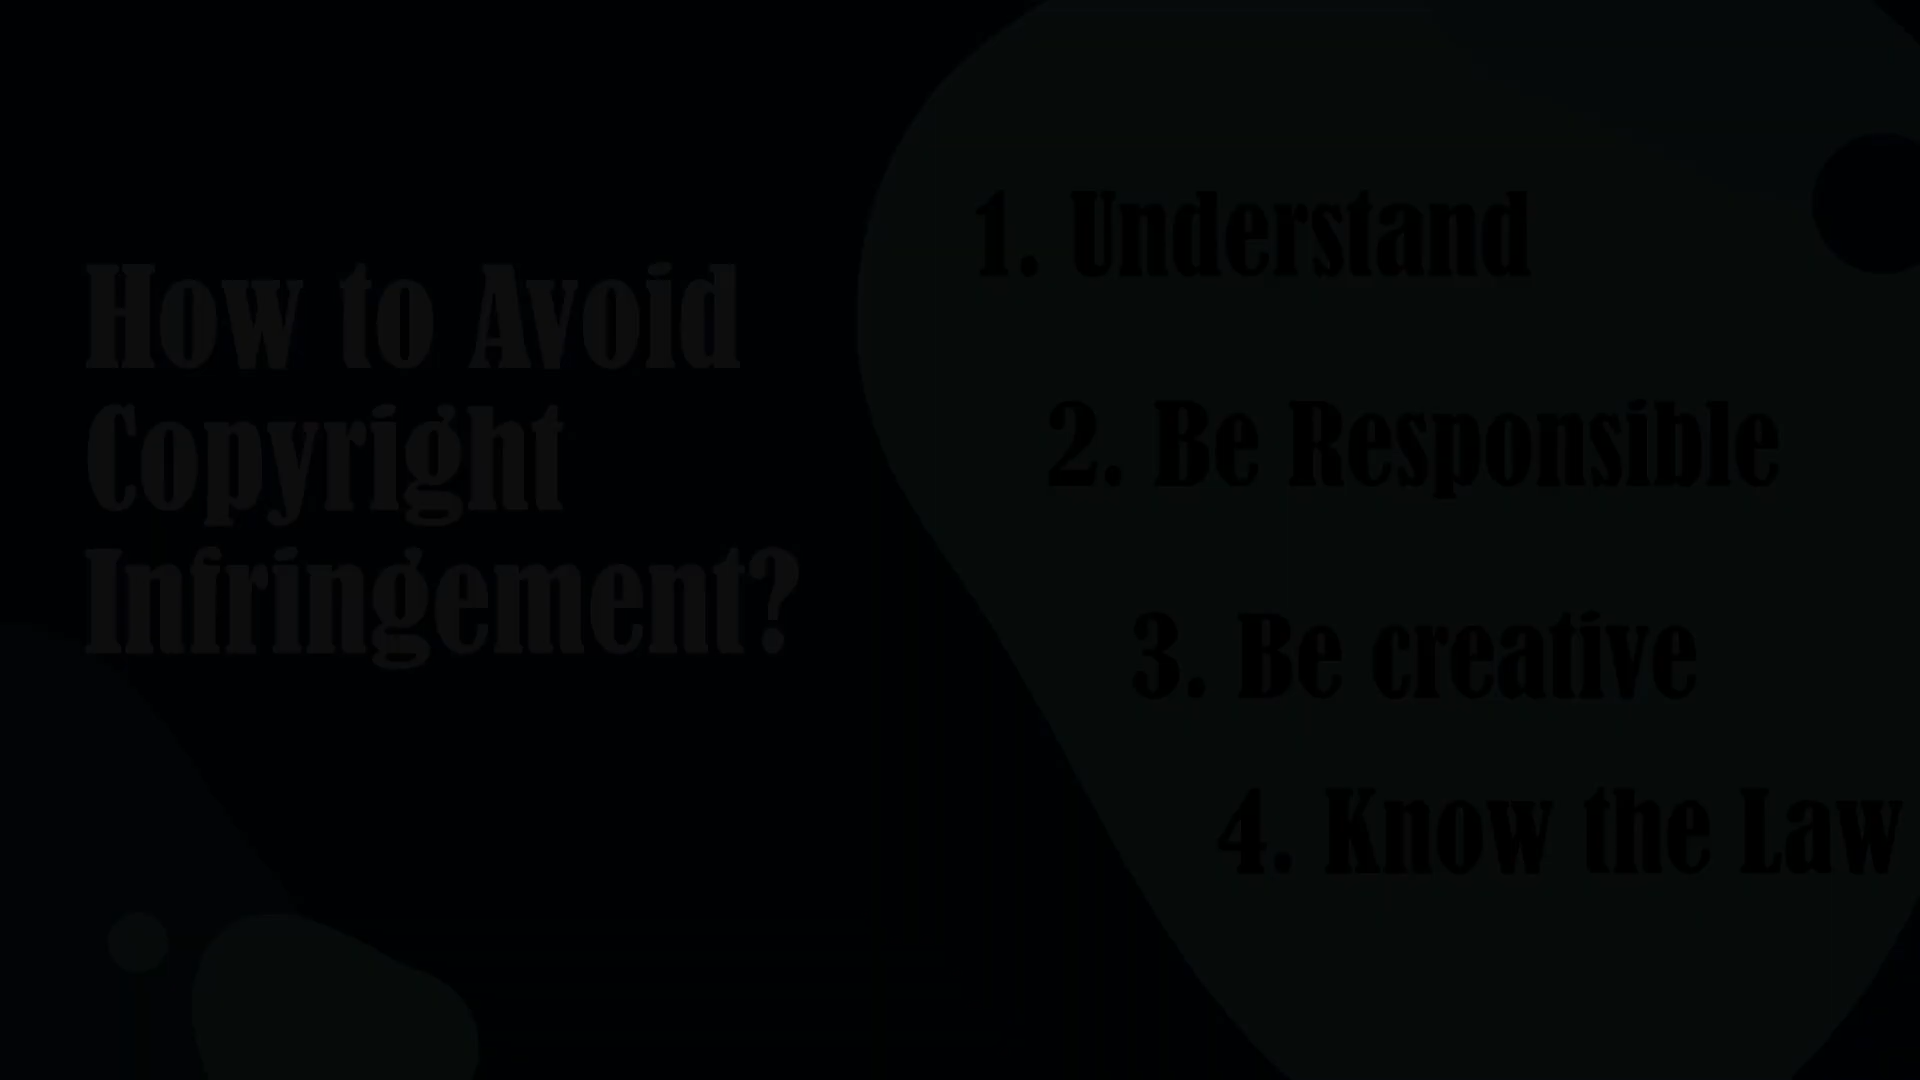 How to Avoid
Copyright
Infringement?
1. Understand
2. Be Responsible
3. Be creative
4. Know the Law